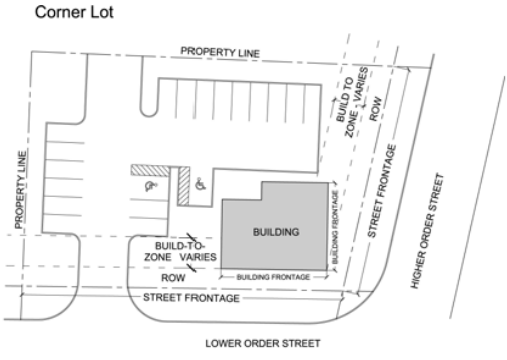 Corner Lot
PROPERTY LINE
BUILD TO
ZONE - VARIES
ROW
PROPERTY LINE
STREET FRONTAGE
HIGHER ORDER STREET
BUILDING
BUILDING FRONTAGE
BUILD-TO-
ZONE VARIES
BUILDING FRONTAGE
ROW
STREET FRONTAGE
LOWER ORDER STREET